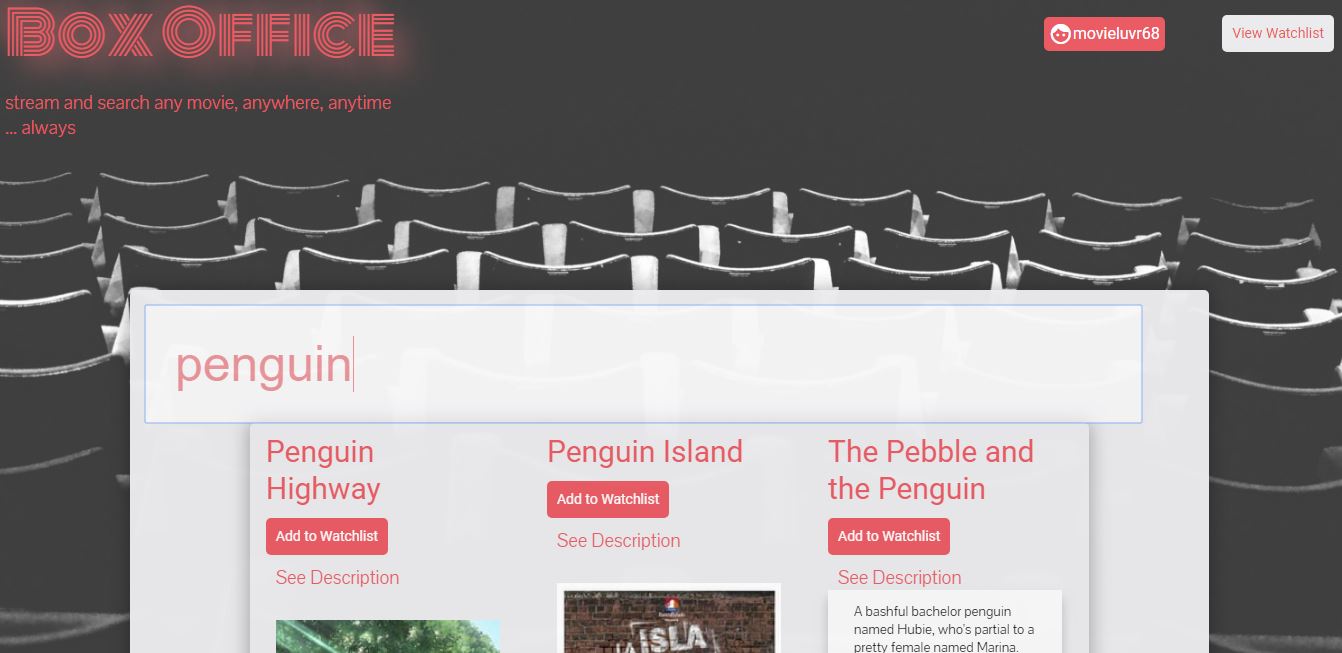 Box Office
movieluvr68
View Watchlist
stream and search any movie, anywhere, anytime
... always
penguin
Penguin
Highway
Add to Watchlist
See Description
Penguin Island
Add to Watchlist
See Description
ISLA
The Pebble and
the Penguin
Add to Watchlist
See Description
A bashful bachelor penguin
named Hubie, who's partial to a
pretty female named Marina.